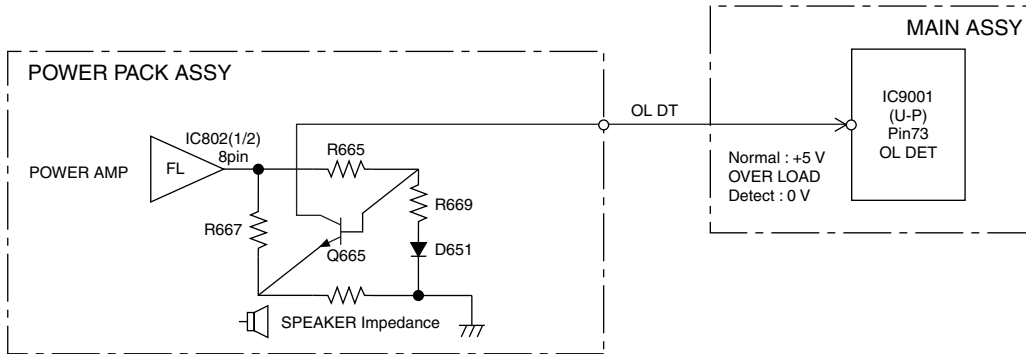 MAIN ASSY
POWER PACK ASSY
IC9001
(U-P)
Pin73
OL DET
OL DT
IC802(1/2)
8pin
R665
POWER AMP
FL
Normal : +5 V
OVER LOAD
Detect : 0 V
R669
R667
Q665
D651
SPEAKER Impedance